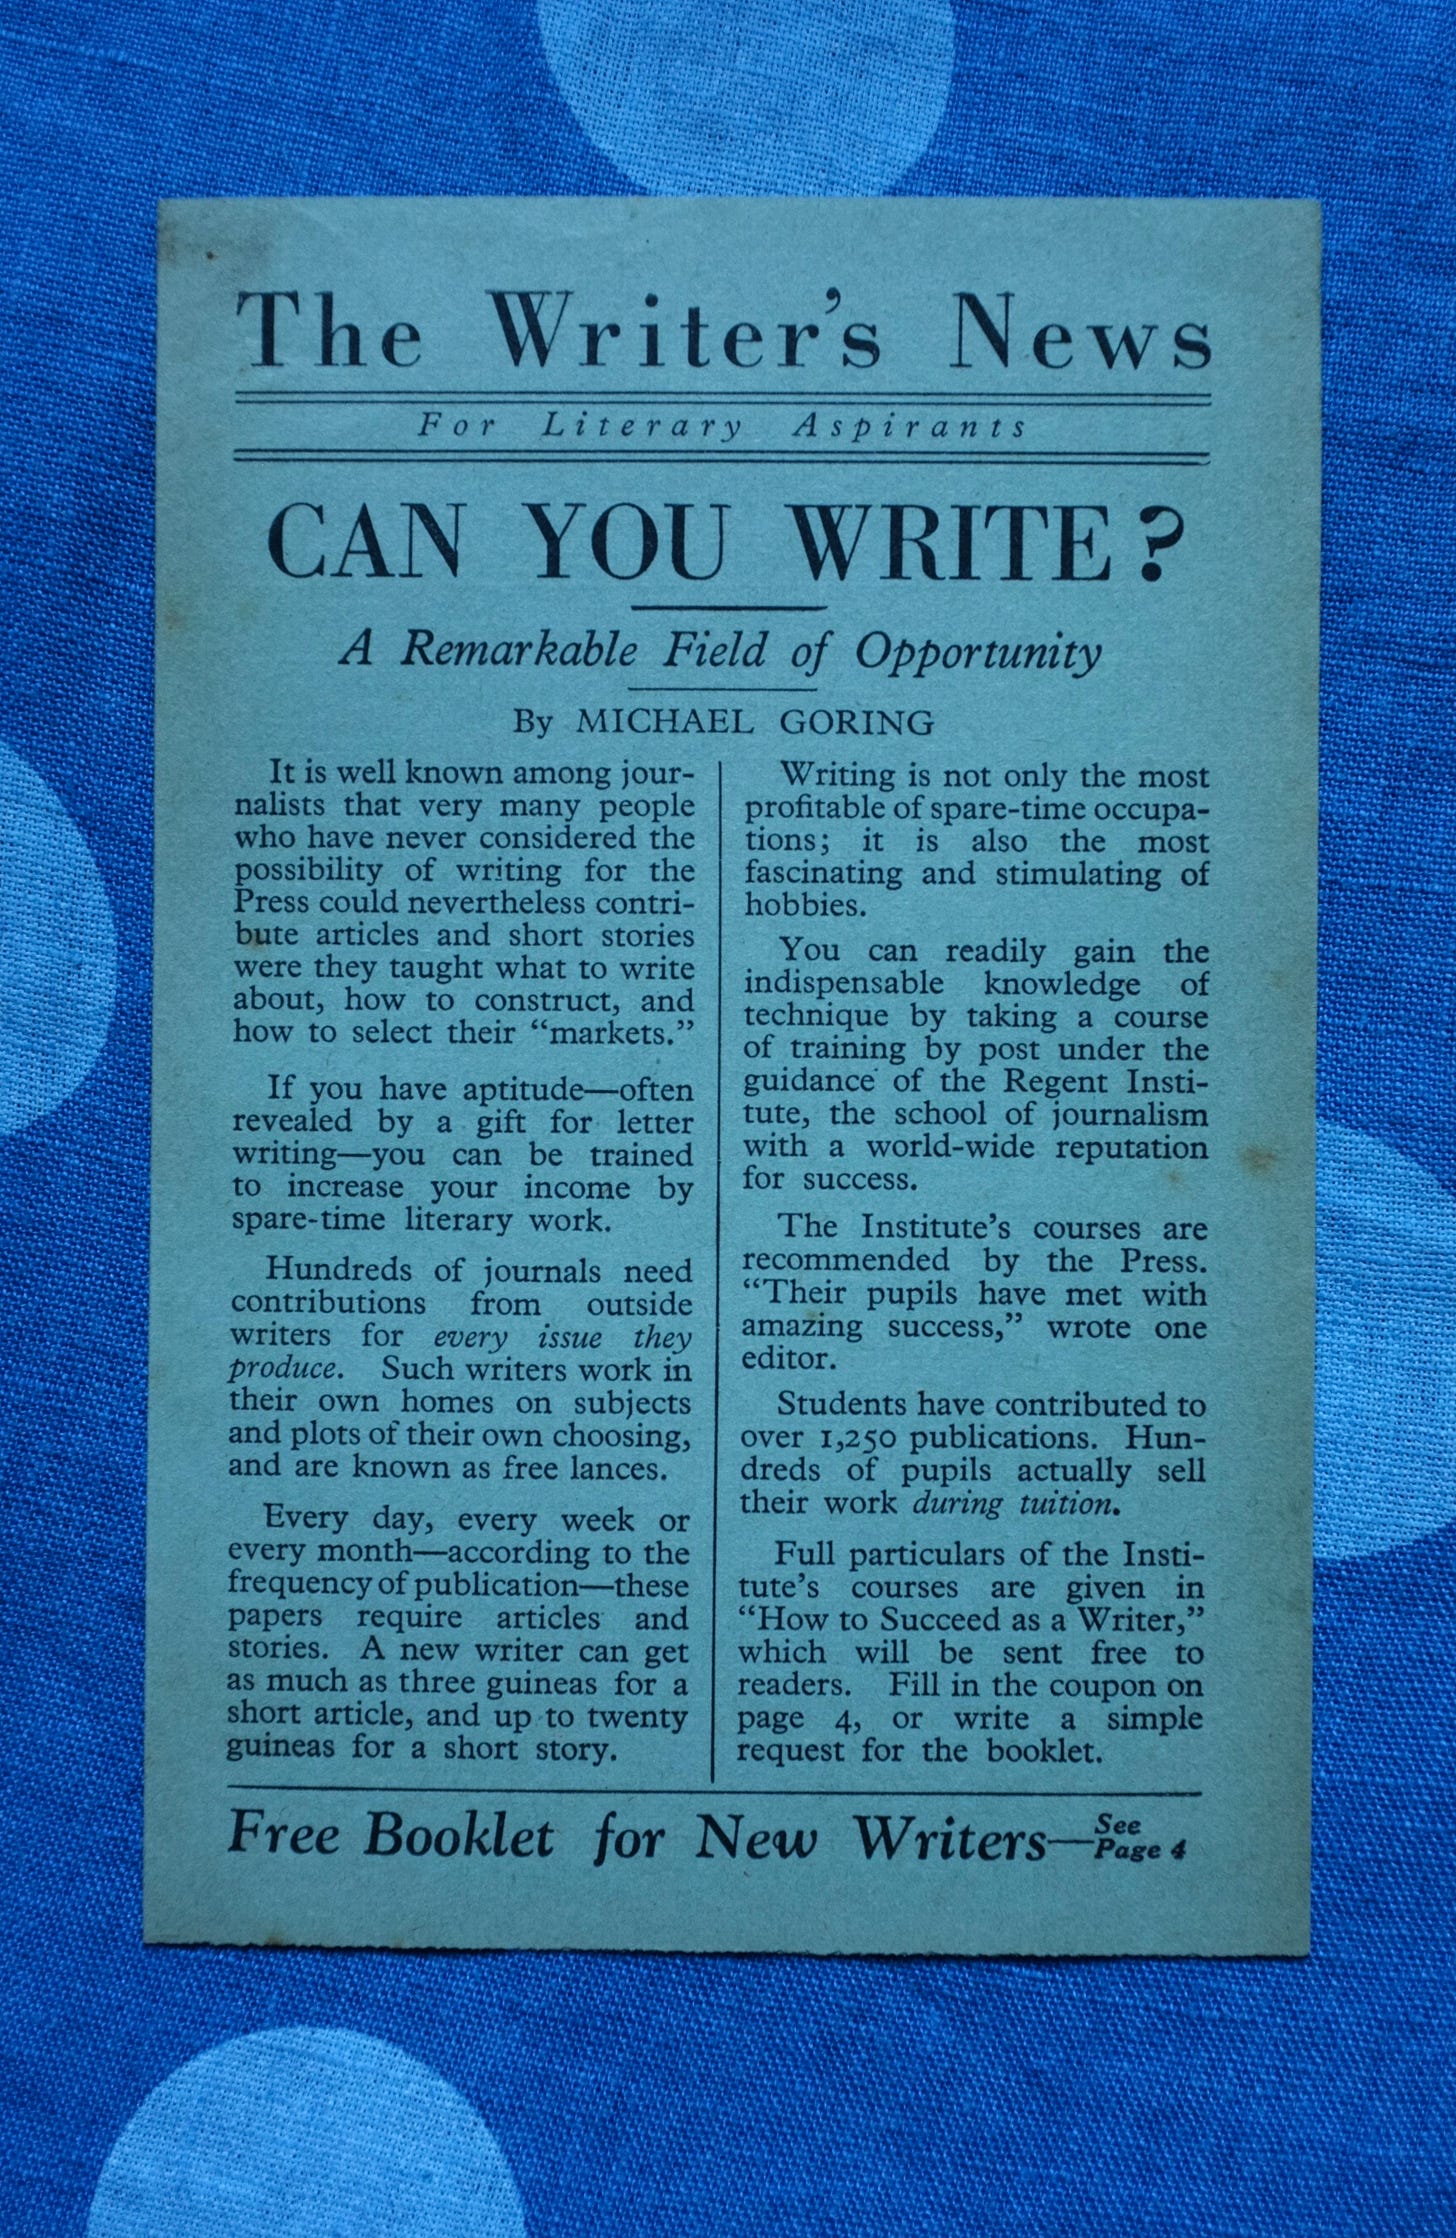 The Writer's News
For Literary Aspirants
CAN YOU WRITE?
A Remarkable Field of Opportunity
By MICHAEL GORING
It is well known among jour-
nalists that very many people
who have never considered the
possibility of writing for the
Press could nevertheless contri-
bute articles and short stories
were they taught what to write
about, how to construct, and
how to select their “markets.”
If you have aptitude—often
revealed by a gift for letter
writing—you can be trained
to increase your income by
spare-time literary work.
Hundreds of journals need
contributions from outside
writers for every issue they
produce. Such writers work in
their own homes on subjects
and plots of their own choosing,
and are known as free lances.
Every day, every week or
every month—according to the
frequency of publication—these
papers require articles and
stories. A new writer can get
as much as three guineas for a
short article, and up to twenty
guineas for a short story.
Writing is not only the most
profitable of spare-time occupa-
tions; it is also the most
fascinating and stimulating of
hobbies.
You can readily gain the
indispensable knowledge of
technique by taking a course
of training by post under the
guidance of the Regent Insti-
tute, the school of journalism
with a world-wide reputation
for success.
The Institute's courses are
recommended by the Press.
“Their pupils have met with
amazing success,” wrote one
editor.
Students have contributed to
over 1,250 publications. Hun-
dreds of pupils actually sell
their work during tuition.
Full particulars of the Insti-
tute's courses are given in
“How to Succeed as a Writer,”
which will be sent free to
readers. Fill in the coupon on
page 4, or write a simple
request for the booklet.
Free Booklet for New Writers—See
Page 4